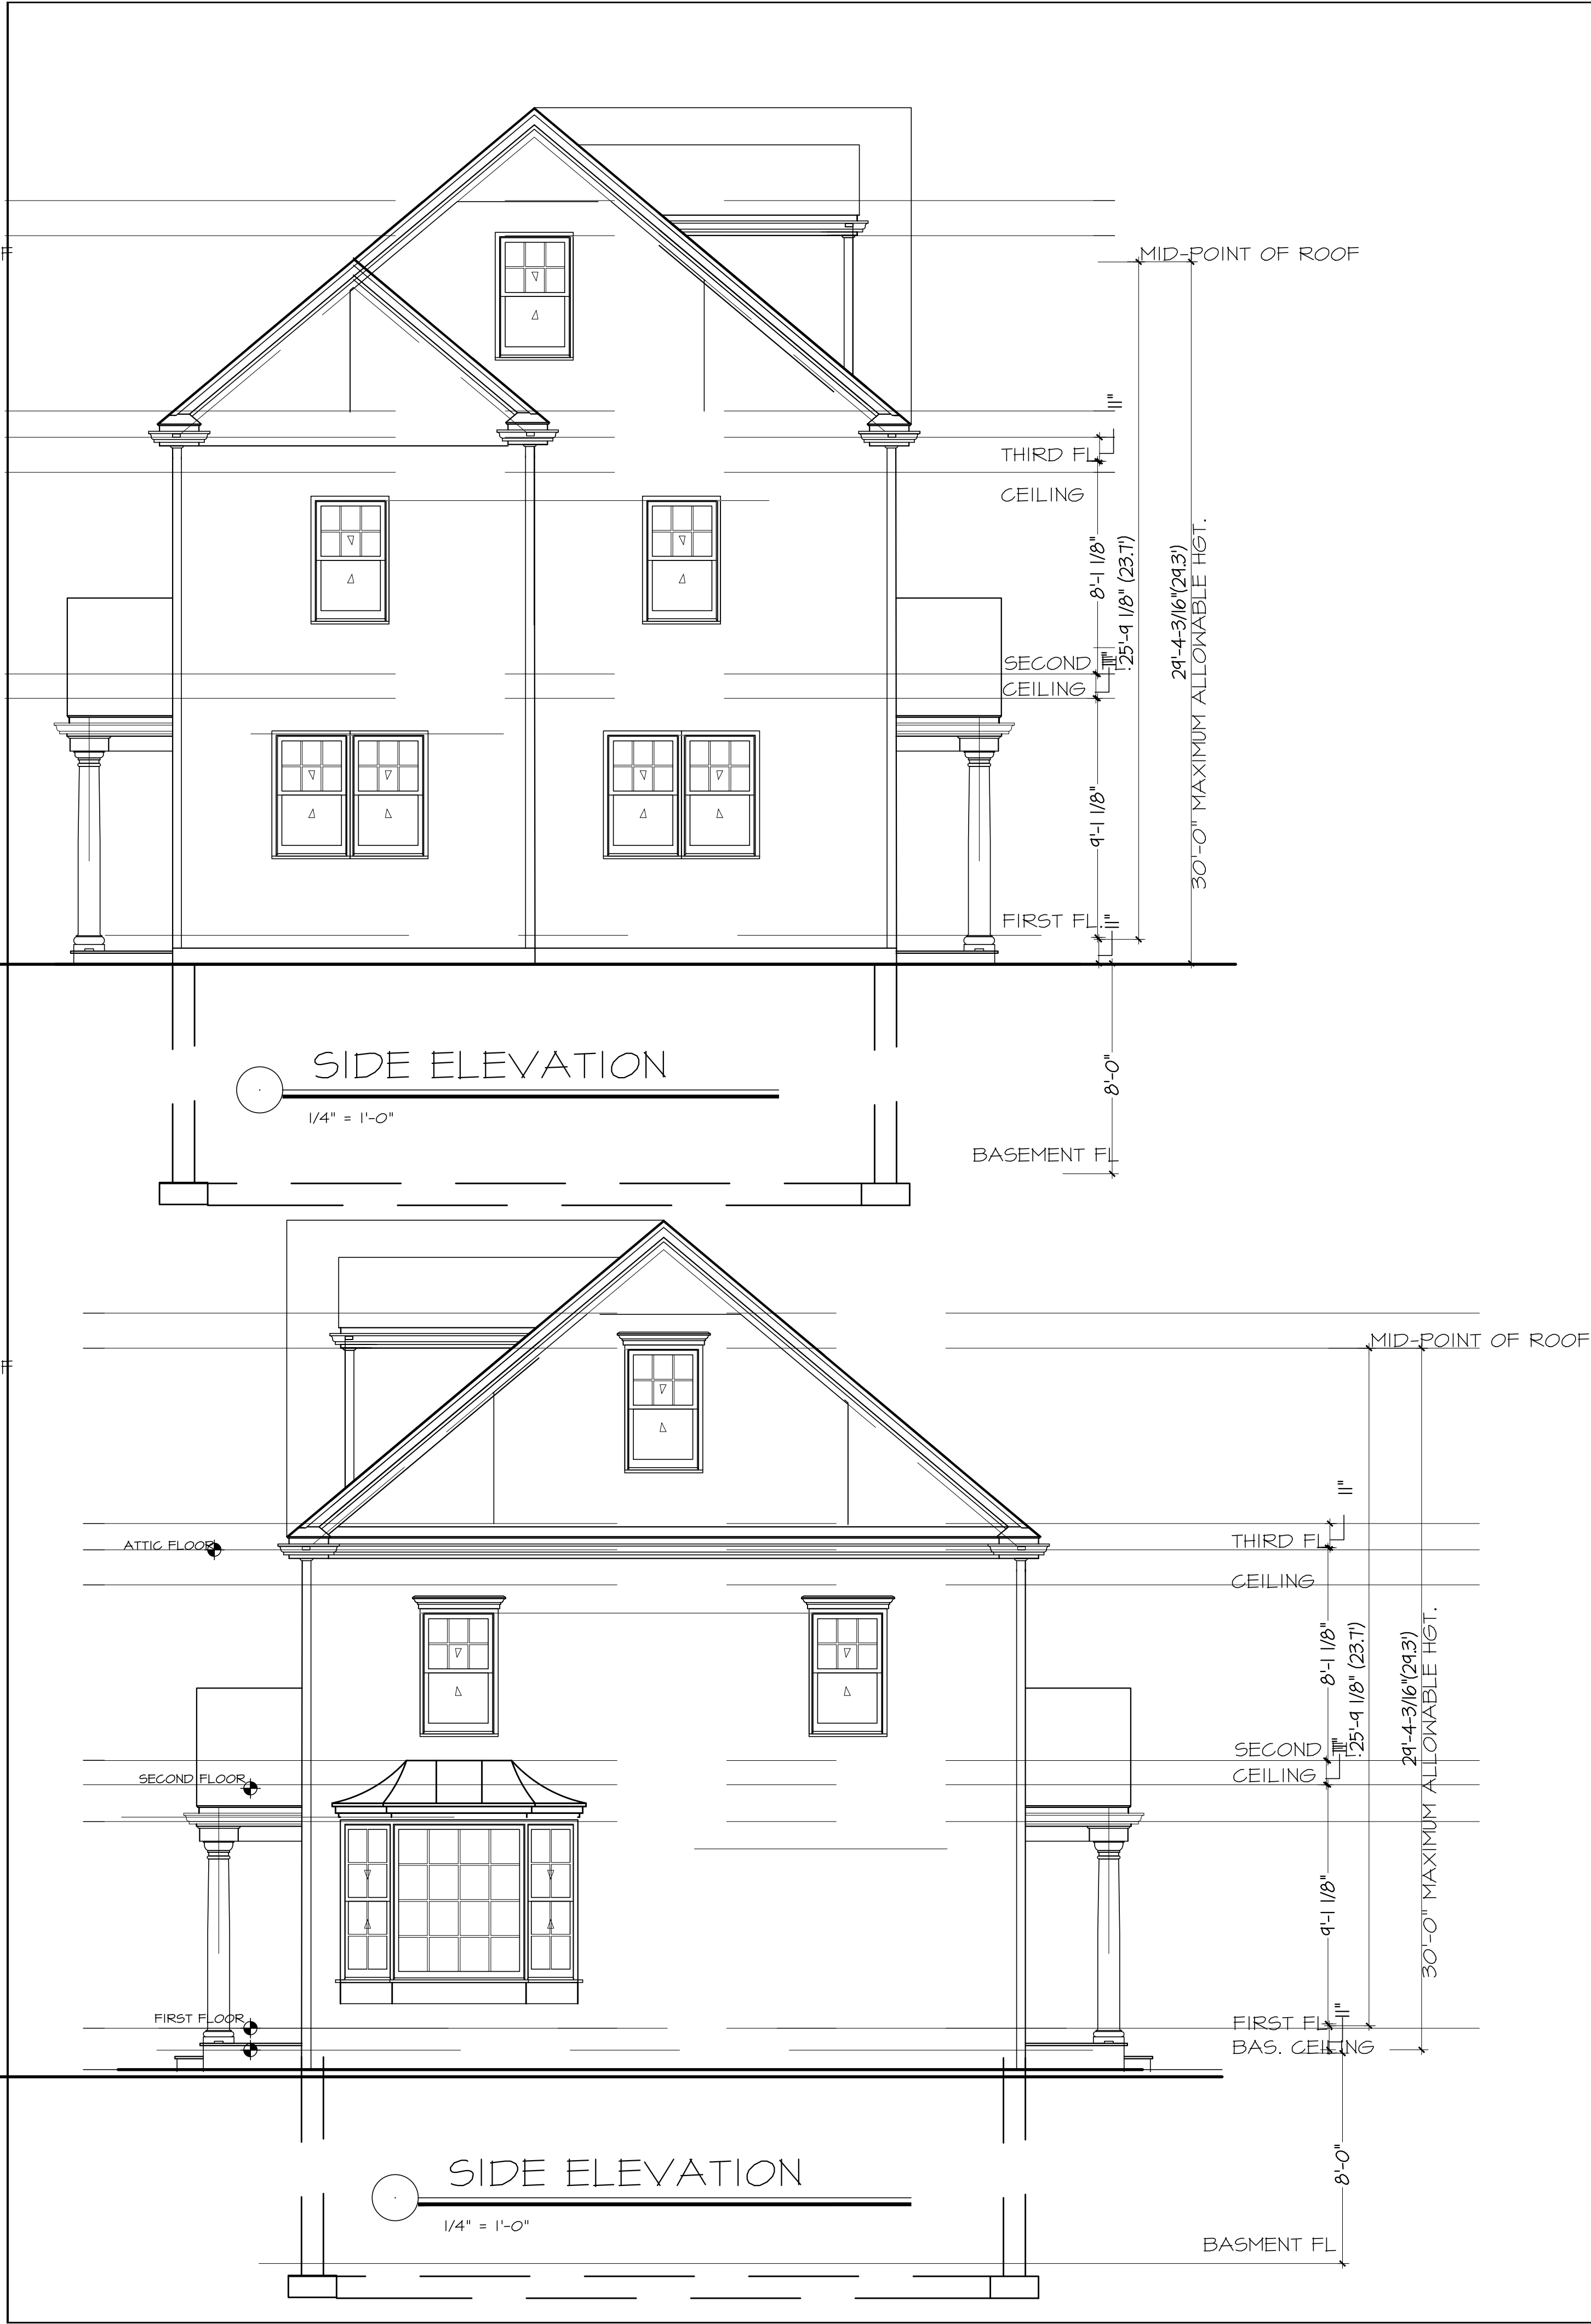 F
MID-POINT OF ROOF
11"
THIRD FL
CEILING
8'-1 1/8"
25'-9 1/8" (23.7')
29'-4-3/16"(29.3')
30'-0" MAXIMUM ALLOWABLE HGT.
SECOND
CEILING
9'-1 1/8"
FIRST FL.
11"
8'-0"
BASEMENT FL
SIDE ELEVATION
1/4" = 1'-0"
F
MID-POINT OF ROOF
11"
ATTIC FLOOR
THIRD FL
CEILING
8'-1 1/8"
25'-9 1/8" (23.7')
29'-4-3/16"(29.3')
30'-0" MAXIMUM ALLOWABLE HGT.
SECOND
SECOND FLOOR
CEILING
9'-1 1/8"
FIRST FLOOR
FIRST FL
11"
BAS. CEILING
8'-0"
SIDE ELEVATION
1/4" = 1'-0"
BASMENT FL